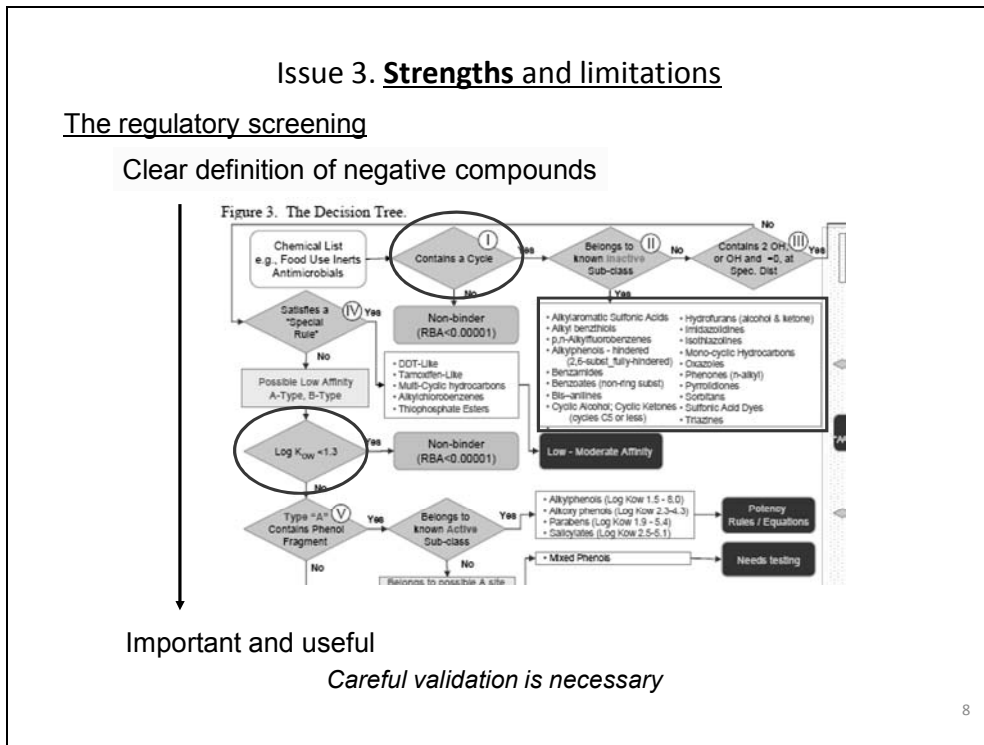 Issue 3. Strengths and limitations
The regulatory screening
Clear definition of negative compounds
Figure 3. The Decision Tree.
No
Chemical List
e.g., Food Use Inerts
Antimicrobials
Contains a Cycle
I
Yes
Belongs to
known Inactive
Sub-class
II
No
Contains 2 OH,
or OH and =0, at
Spec. Dist
III
Yes
No
Yes
Satisfies a
"Special
Rule"
IV
Yes
Non-binder
(RBA<0.00001)
• Alkylaromatic Sulfonic Acids
• Alkyl benzthiols
• p,n-Alkylfluorobenzenes
• Alkylphenols - hindered
(2,6-subst_fully-hindered)
• Benzamides
• Benzoates (non-ring subst)
• Bis-anilines
• Cyclic Alcohol; Cyclic Ketones
(cycles C5 or less)
• Hydrofurans (alcohol & ketone)
• Imidazolidines
• Isothiazolines
• Mono-cyclic Hydrocarbons
• Oxazoles
• Phenones (n-alkyl)
• Pyrrolidiones
• Sorbitans
• Sulfonic Acid Dyes
• Triazines
No
• DDT-Like
• Tamoxifen-Like
• Multi-Cyclic hydrocarbons
• Alkylchlorobenzenes
• Thiophosphate Esters
Possible Low Affinity
A-Type, B-Type
Log KOW <1.3
Yes
Non-binder
(RBA<0.00001)
Low - Moderate Affinity
No
Type "A"
Contains Phenol
Fragment
V
Yes
Belongs to
known Active
Sub-class
Yes
• Alkylphenols (Log Kow 1.5 - 8.0)
• Alkoxy phenols (Log Kow 2.3-4.3)
• Parabens (Log Kow 1.9 - 5.4)
• Salicylates (Log Kow 2.5-5.1)
Potency
Rules / Equations
No
No
• Mixed Phenols
Needs testing
Belongs to possible A site
Important and useful
Careful validation is necessary
8